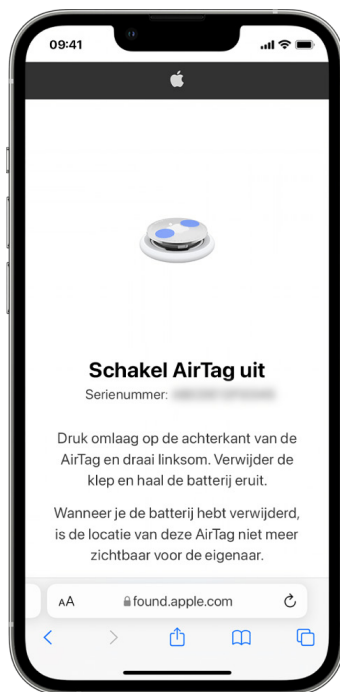 09:41
Schakel AirTag uit
Serienummer:
Druk omlaag op de achterkant van de
AirTag en draai linksom. Verwijder de
klep en haal de batterij eruit.
Wanneer je de batterij hebt verwijderd,
is de locatie van deze AirTag niet meer
zichtbaar voor de eigenaar.
AA found.apple.com